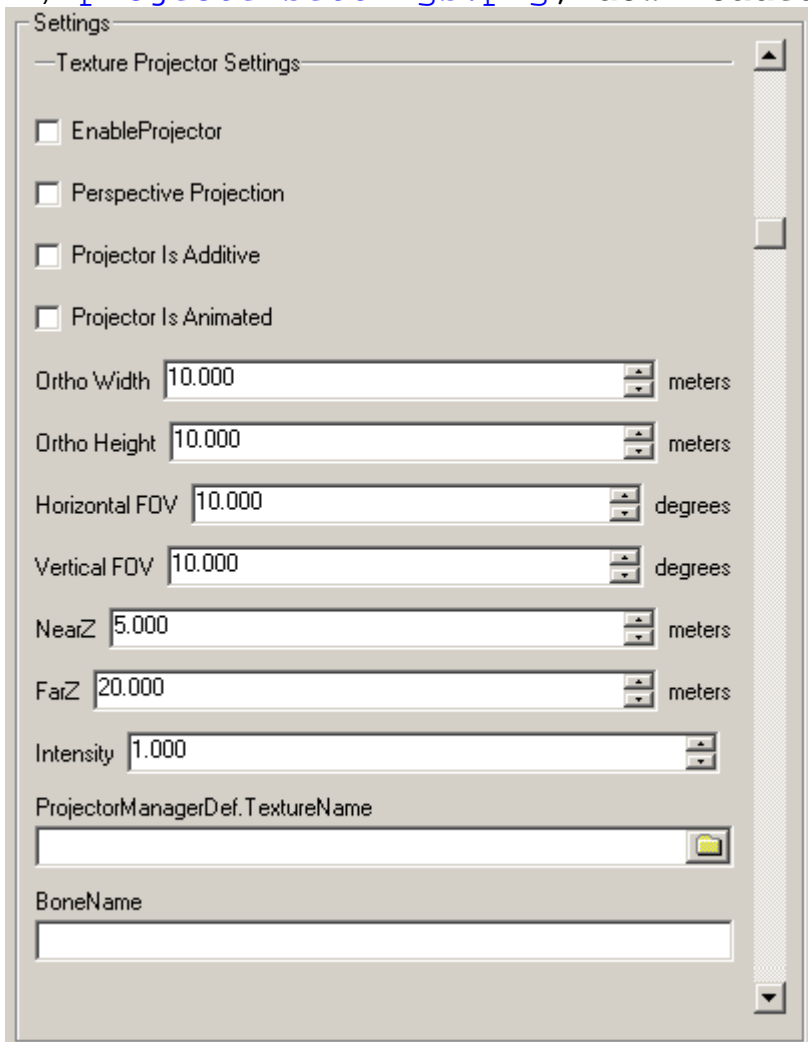 Settings
Texture Projector Settings
EnableProjector
Perspective Projection
Projector Is Additive
Projector Is Animated
Ortho Width 10.000 meters
Ortho Height 10.000 meters
Horizontal FOV 10.000 degrees
Vertical FOV 10.000 degrees
NearZ 5.000 meters
FarZ 20.000 meters
Intensity 1.000
ProjectorManagerDef.TextureName
BoneName